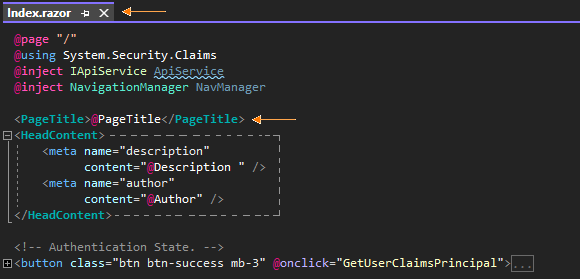 Index.razor
@page "/"
@using System.Security.Claims
@inject IApiService ApiService
@inject NavigationManager NavManager
<PageTitle>@PageTitle</PageTitle>
<HeadContent>
<meta name="description"
content="@Description " />
<meta name="author"
content="@Author" />
</HeadContent>
<!-- Authentication State. -->
<button class="btn btn-success mb-3" @onclick="GetUserClaimsPrincipal">...